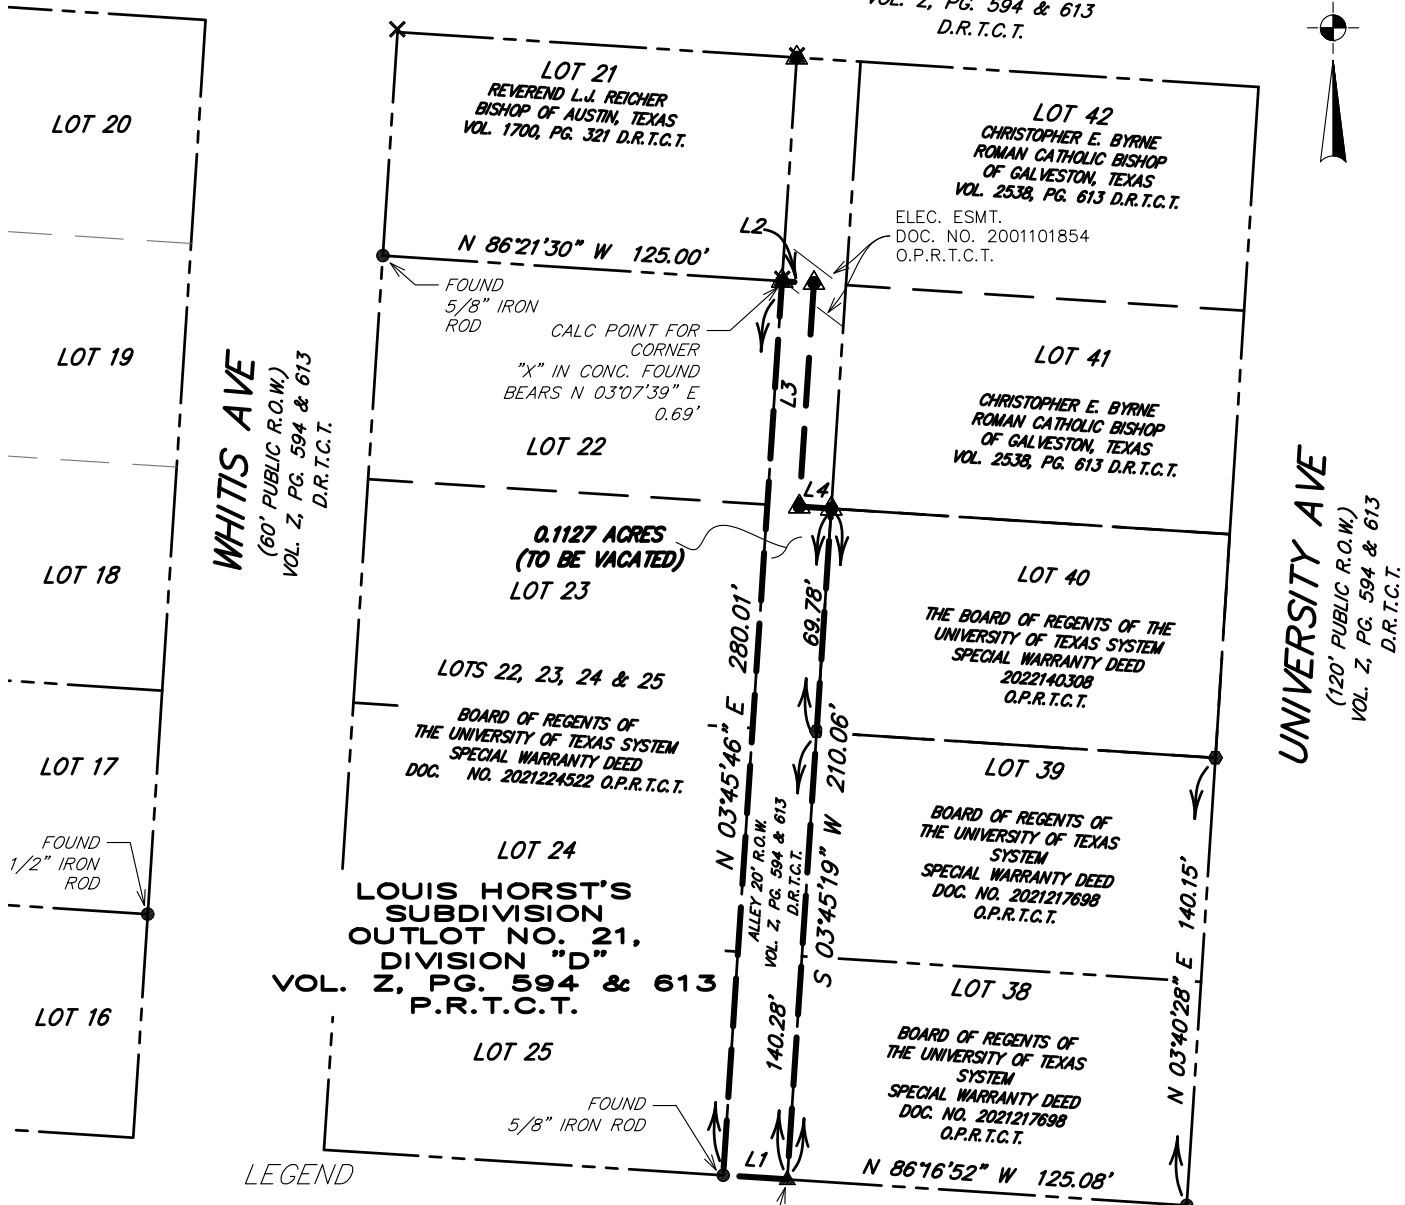 VOL. Z, PG. 594 & 613
D.R.T.C.T.
LOT 20
LOT 21
REVEREND L.J. REICHER
BISHOP OF AUSTIN, TEXAS
VOL. 1700, PG. 321 D.R.T.C.T.
LOT 42
CHRISTOPHER E. BYRNE
ROMAN CATHOLIC BISHOP
OF GALVESTON, TEXAS
VOL. 2538, PG. 613 D.R.T.C.T.
L2
ELEC. ESMT.
DOC. NO. 2001101854
O.P.R.T.C.T.
N 86°21'30" W 125.00'
FOUND
5/8" IRON
ROD
CALC POINT FOR
CORNER
"X" IN CONC. FOUND
BEARS N 03°07'39" E
0.69'
LOT 19
WHITIS AVE
(60' PUBLIC R.O.W.)
VOL. Z, PG. 594 & 613
D.R.T.C.T.
L3
LOT 41
CHRISTOPHER E. BYRNE
ROMAN CATHOLIC BISHOP
OF GALVESTON, TEXAS
VOL. 2538, PG. 613 D.R.T.C.T.
LOT 22
L4
UNIVERSITY AVE
(120' PUBLIC R.O.W.)
VOL. Z, PG. 594 & 613
D.R.T.C.T.
0.1127 ACRES
(TO BE VACATED)
LOT 18
LOT 23
LOT 40
THE BOARD OF REGENTS OF THE
UNIVERSITY OF TEXAS SYSTEM
SPECIAL WARRANTY DEED
2022140308
O.P.R.T.C.T.
69.78'
N 03°45'46" E 280.01'
LOTS 22, 23, 24 & 25
BOARD OF REGENTS OF
THE UNIVERSITY OF TEXAS SYSTEM
SPECIAL WARRANTY DEED
DOC. NO. 2021224522 O.P.R.T.C.T.
S 03°45'19" W 210.06'
LOT 17
LOT 39
BOARD OF REGENTS OF
THE UNIVERSITY OF TEXAS
SYSTEM
SPECIAL WARRANTY DEED
DOC. NO. 2021217698
O.P.R.T.C.T.
ALLEY 20' R.O.W.
VOL. Z, PG. 594 & 613
D.R.T.C.T.
FOUND
1/2" IRON
ROD
LOT 24
LOUIS HORST'S
SUBDIVISION
OUTLOT NO. 21,
DIVISION "D"
VOL. Z, PG. 594 & 613
P.R.T.C.T.
N 03°40'28" E 140.15'
LOT 16
LOT 38
BOARD OF REGENTS OF
THE UNIVERSITY OF TEXAS
SYSTEM
SPECIAL WARRANTY DEED
DOC. NO. 2021217698
O.P.R.T.C.T.
140.28'
LOT 25
FOUND
5/8" IRON ROD
L1
N 86°16'52" W 125.08'
LEGEND